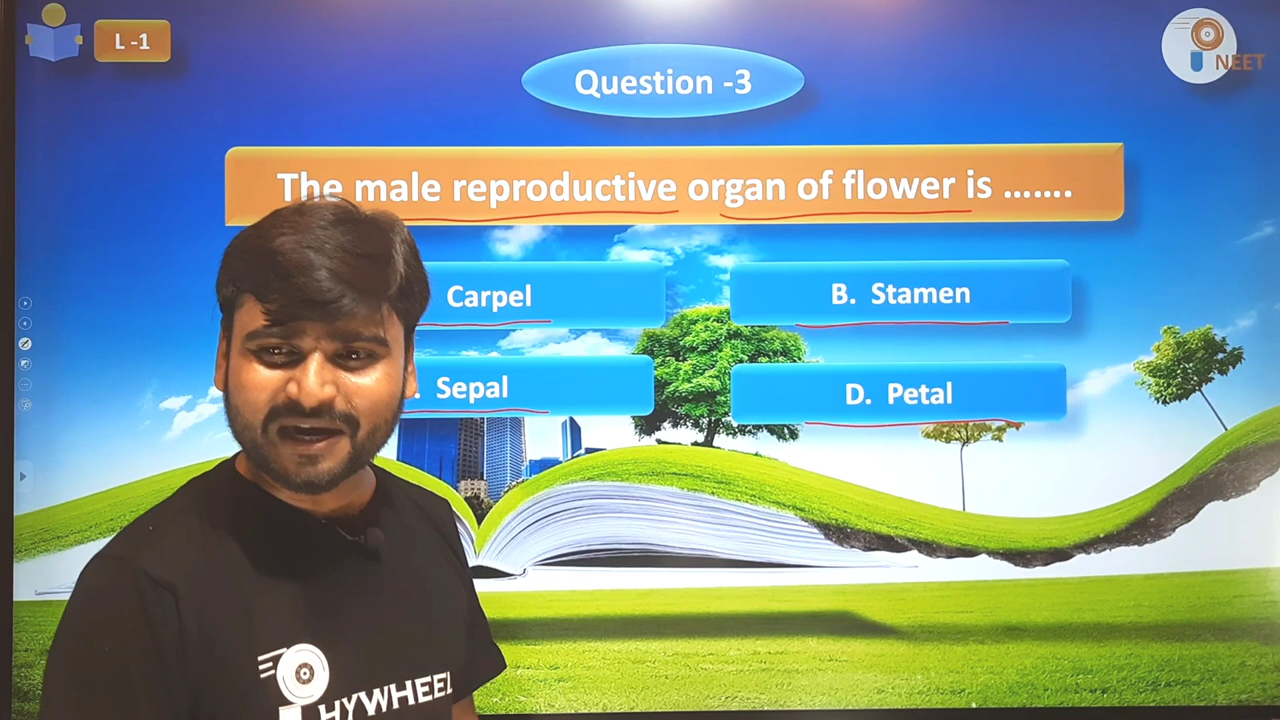 L -1
NEET
Question -3
The male reproductive organ of flower is .......
Carpel
B. Stamen
. Sepal
D. Petal
HYWHEEL